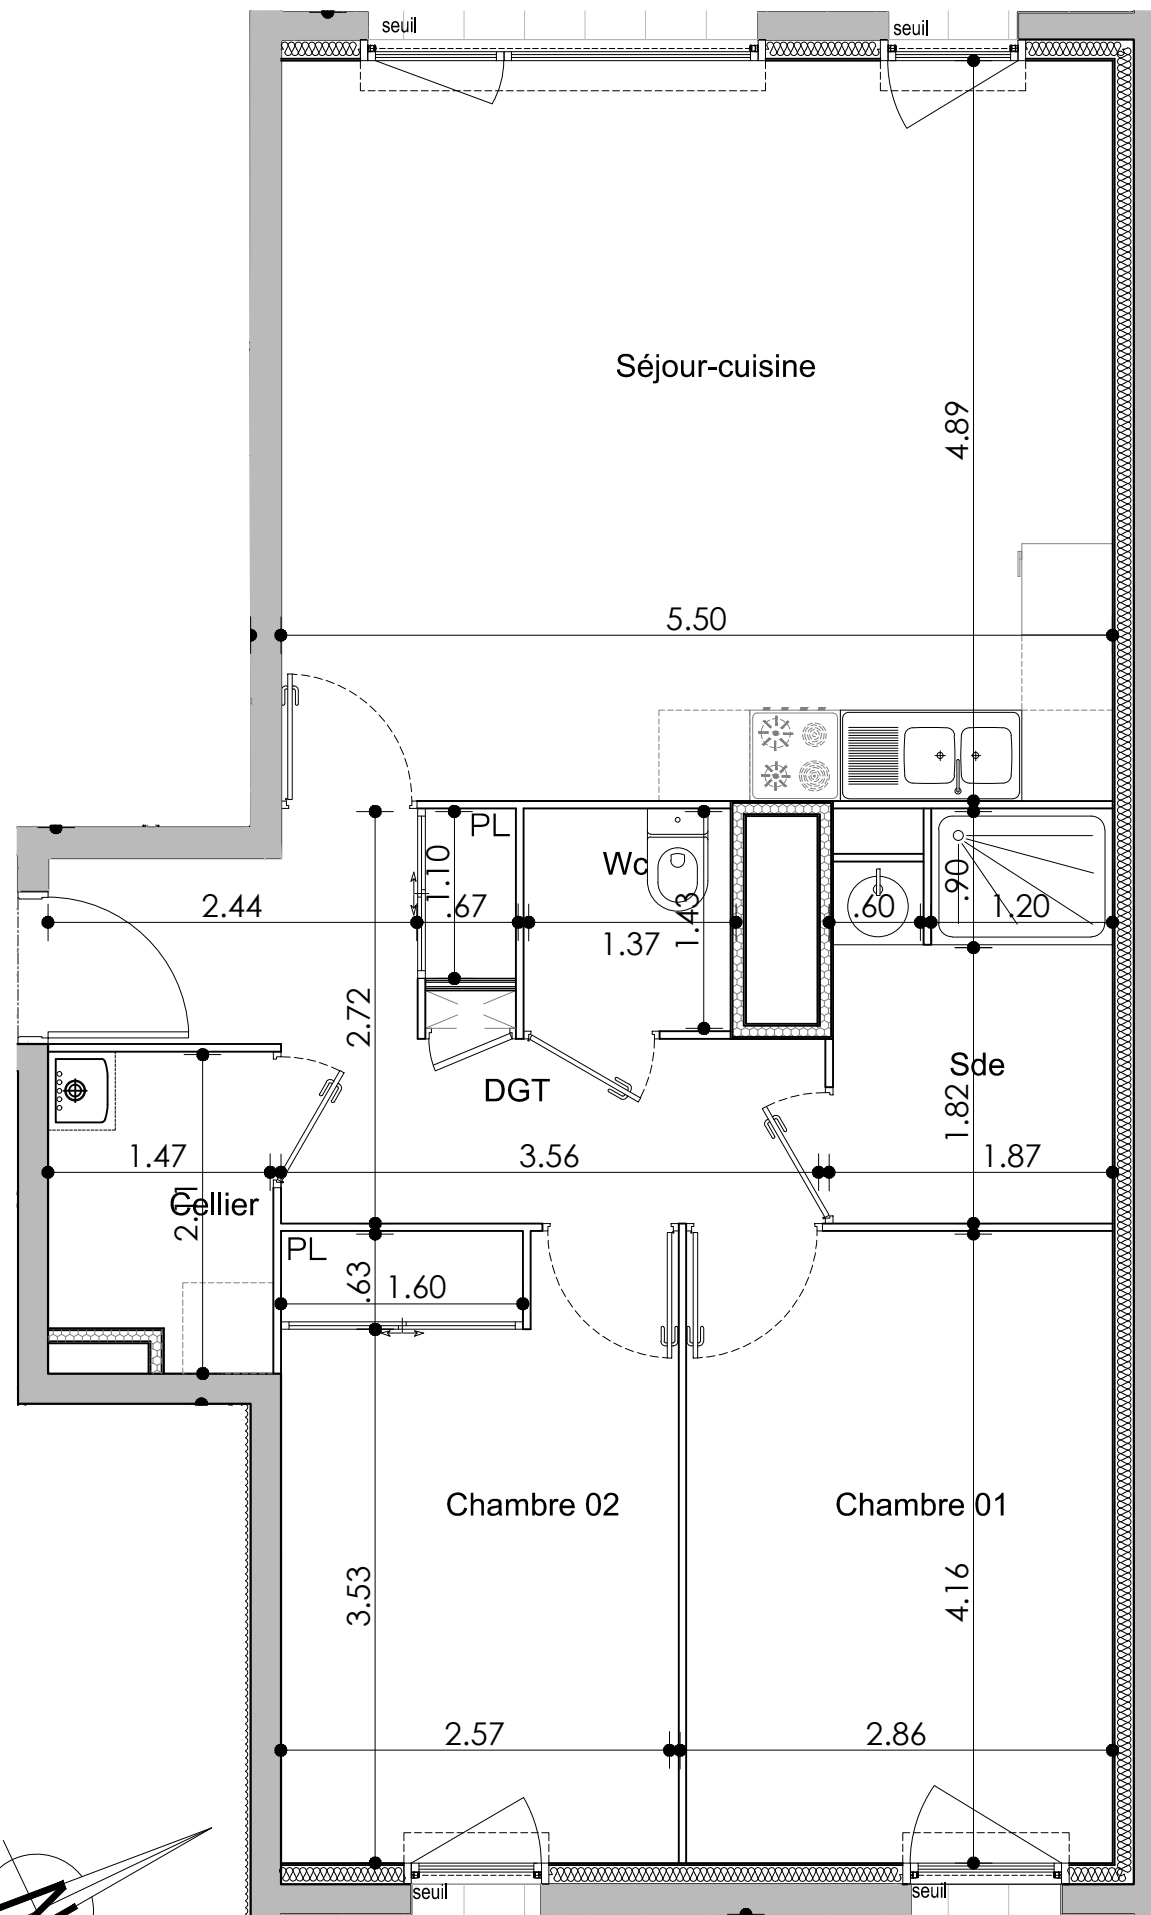 seuil
seuil
Séjour-cuisine
4.89
5.50
PL
1.10
Wc
.90
2.44
.67
1.43
.60
1.20
1.37
2.72
Sde
DGT
1.82
1.47
3.56
1.87
Cellier
2.11
PL
.63
1.60
Chambre 02
Chambre 01
3.53
4.16
2.57
2.86
seuil
seuil
N